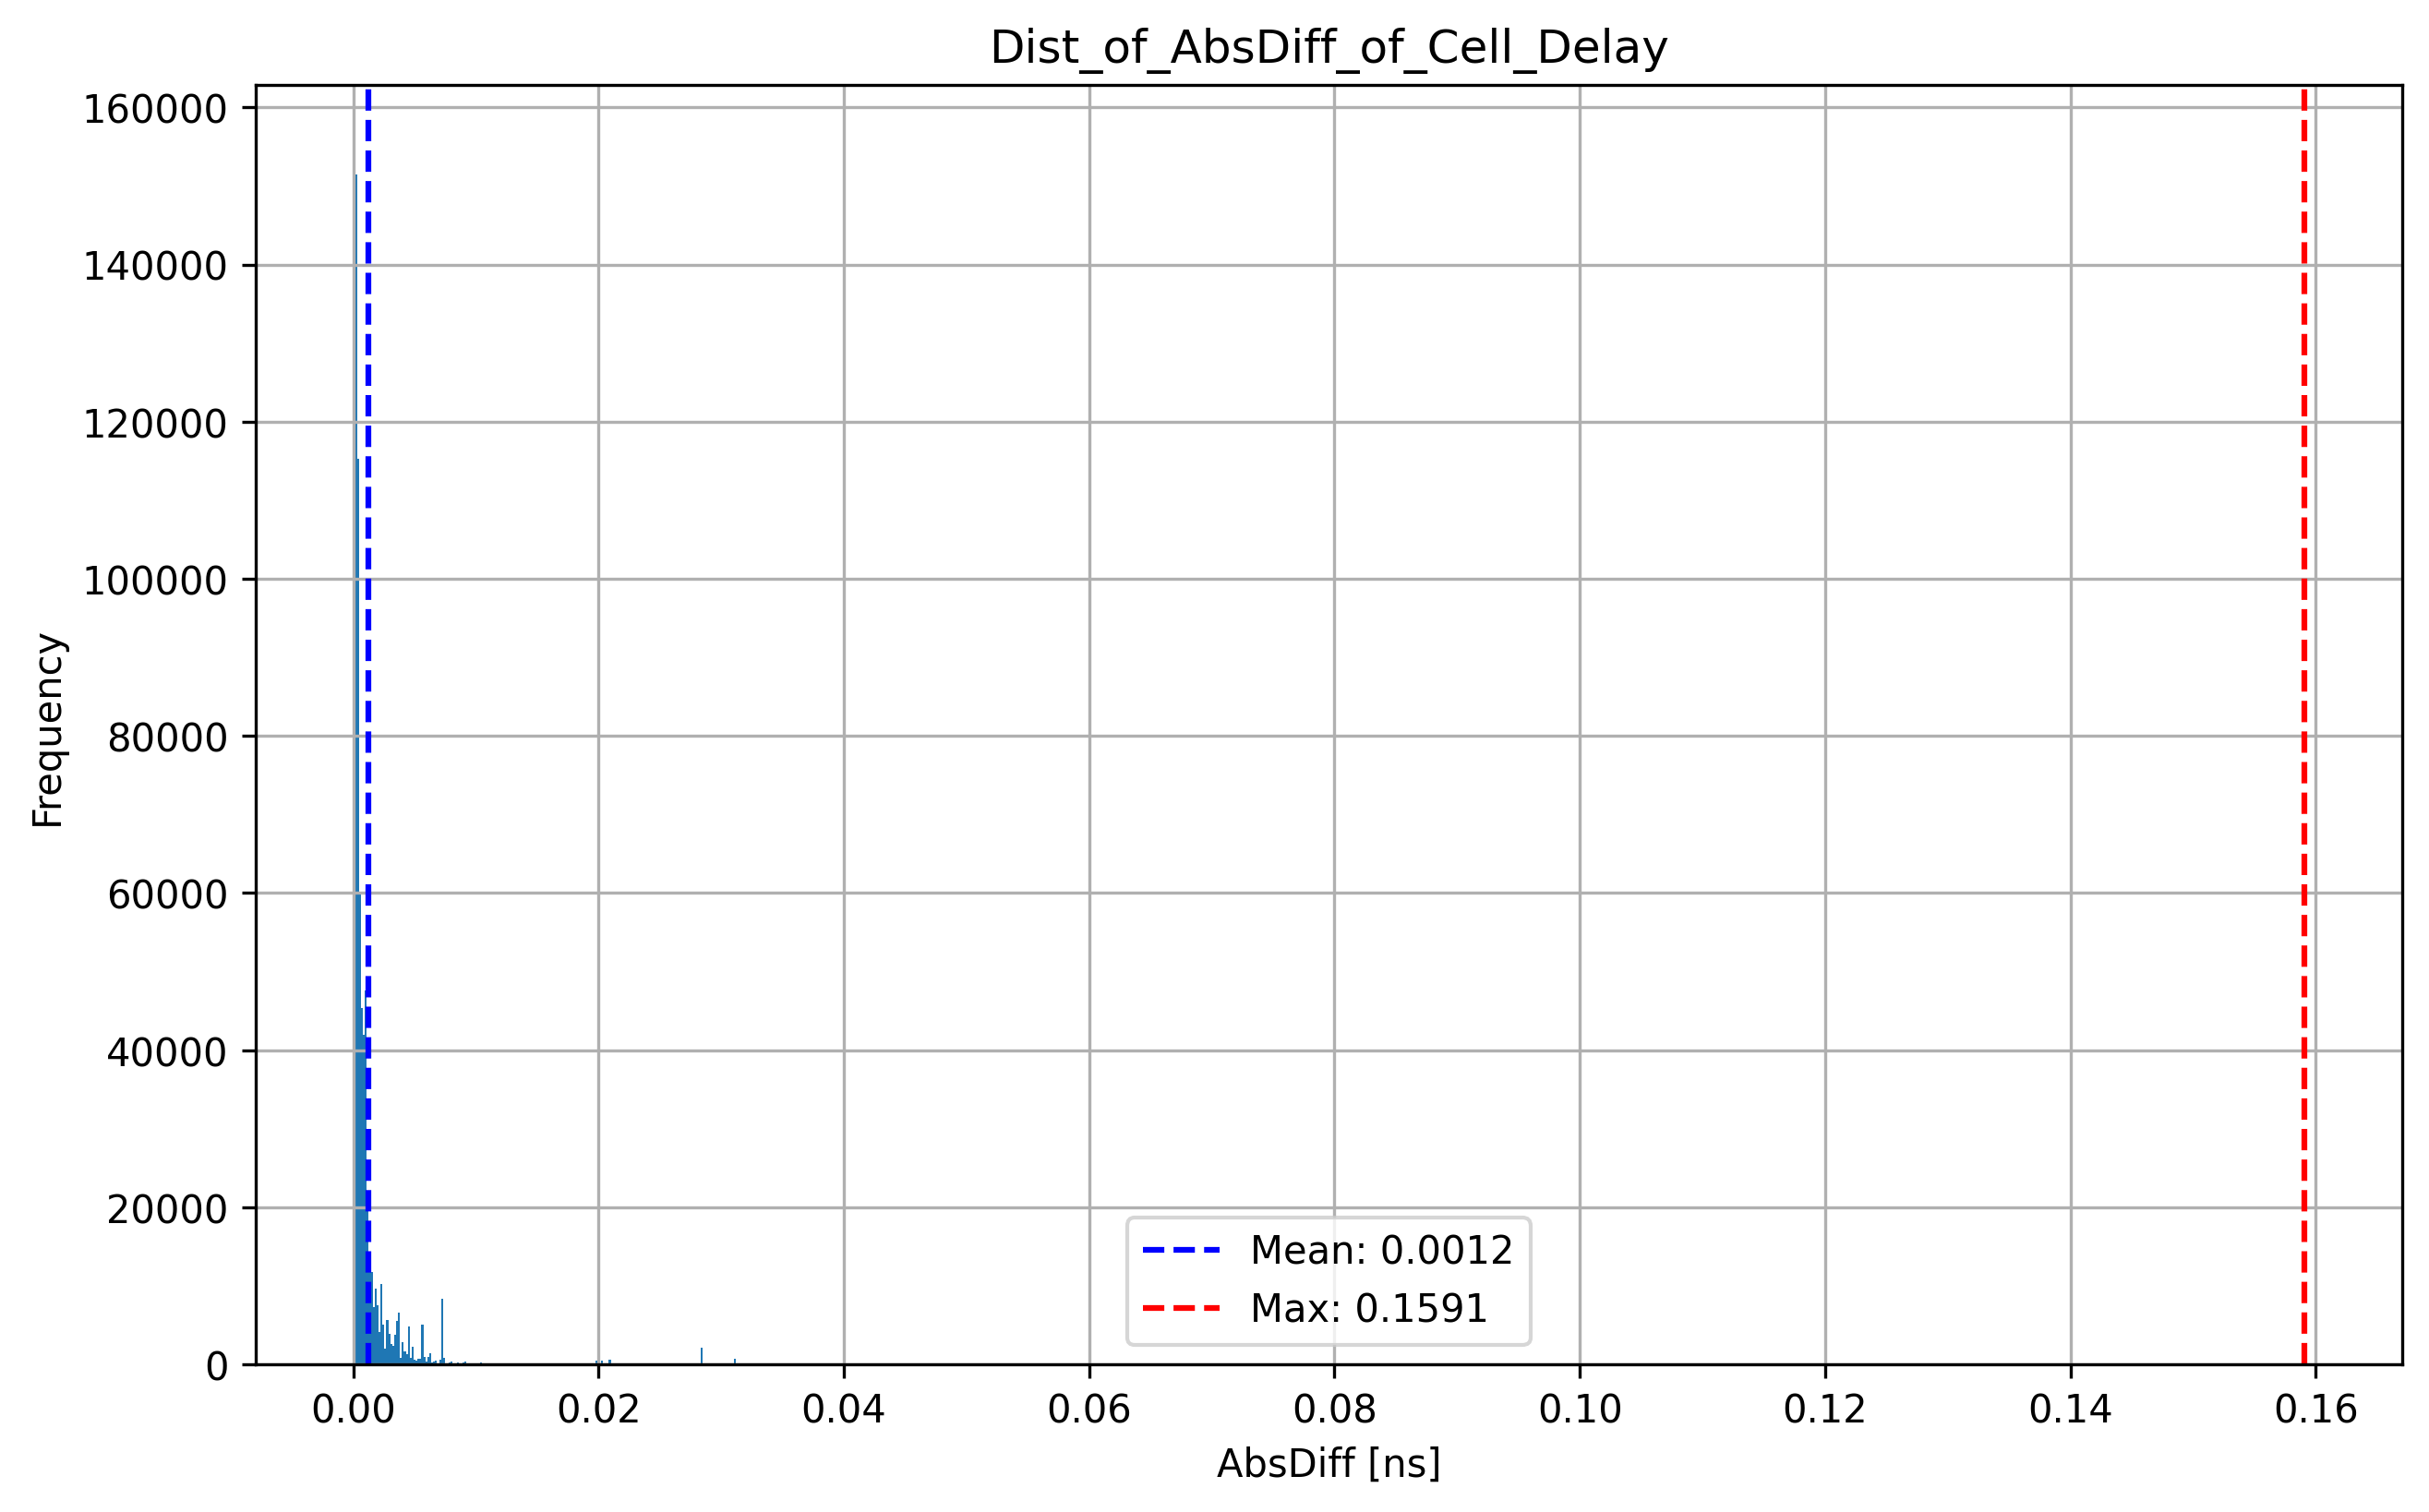 Dist_of_AbsDiff_of_Cell_Delay
Frequency
160000
140000
120000
100000
80000
60000
40000
20000
0
Mean: 0.0012
Max: 0.1591
0.00 0.02 0.04 0.06 0.08 0.10 0.12 0.14 0.16
AbsDiff [ns]